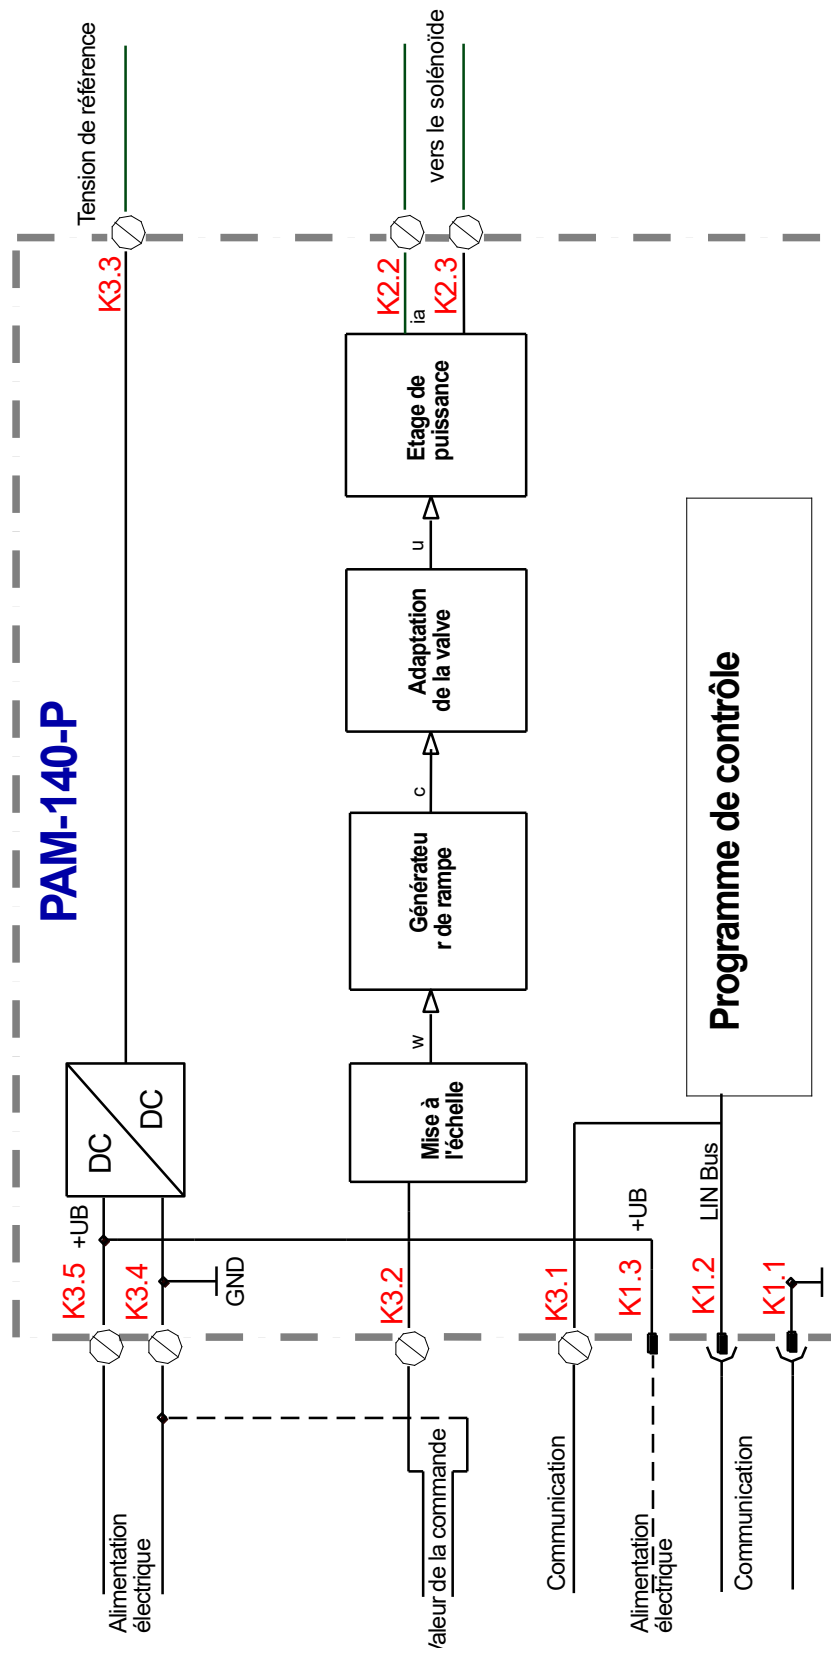 PAM-140-P
Alimentation
électrique
K3.5
+UB
K3.4
GND
DC
DC
K3.3
Tension de référence
aleur de la commande
K3.2
Mise à
l'échelle
w
Générateu
r de rampe
c
Adaptation
de la valve
u
Etage de
puissance
ia
K2.2
K2.3
vers le solénoïde
Communication
K3.1
Alimentation
électrique
K1.3
+UB
Communication
K1.2
LIN Bus
K1.1
Programme de contrôle